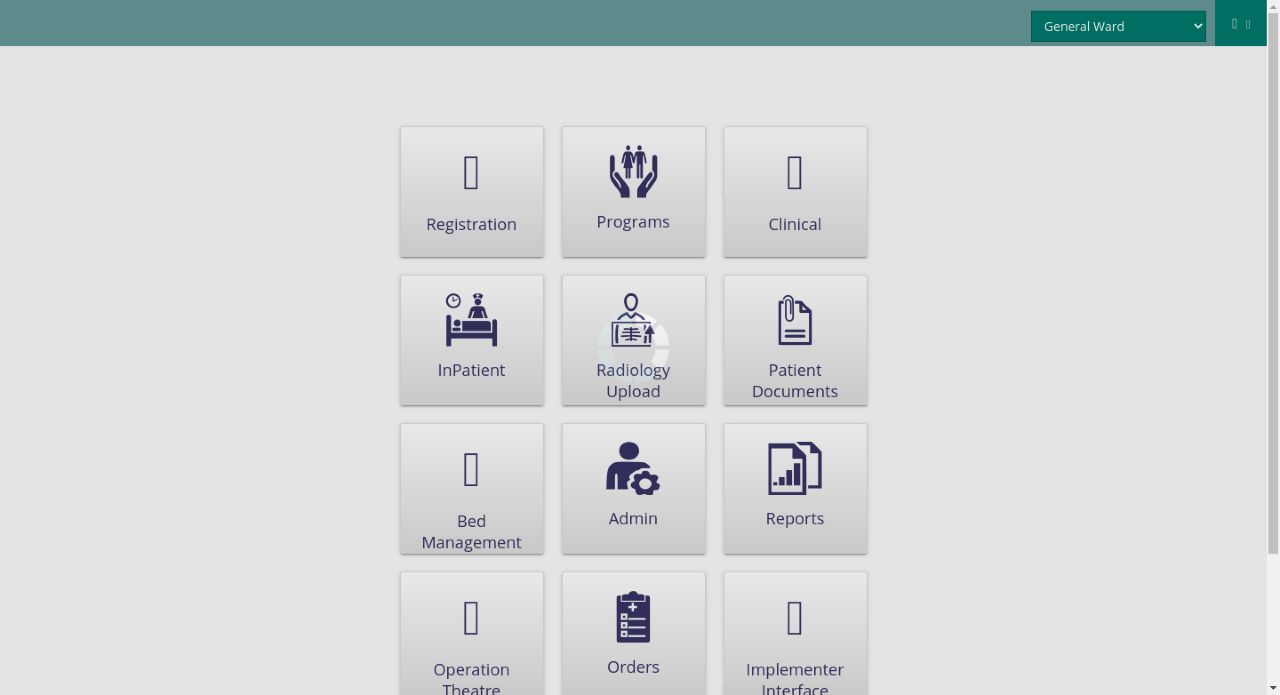 General Ward
Registration
Programs
Clinical
InPatient
Radiology
Upload
Patient
Documents
Bed
Management
Admin
Reports
Operation
Theatre
Orders
Implementer
Interface